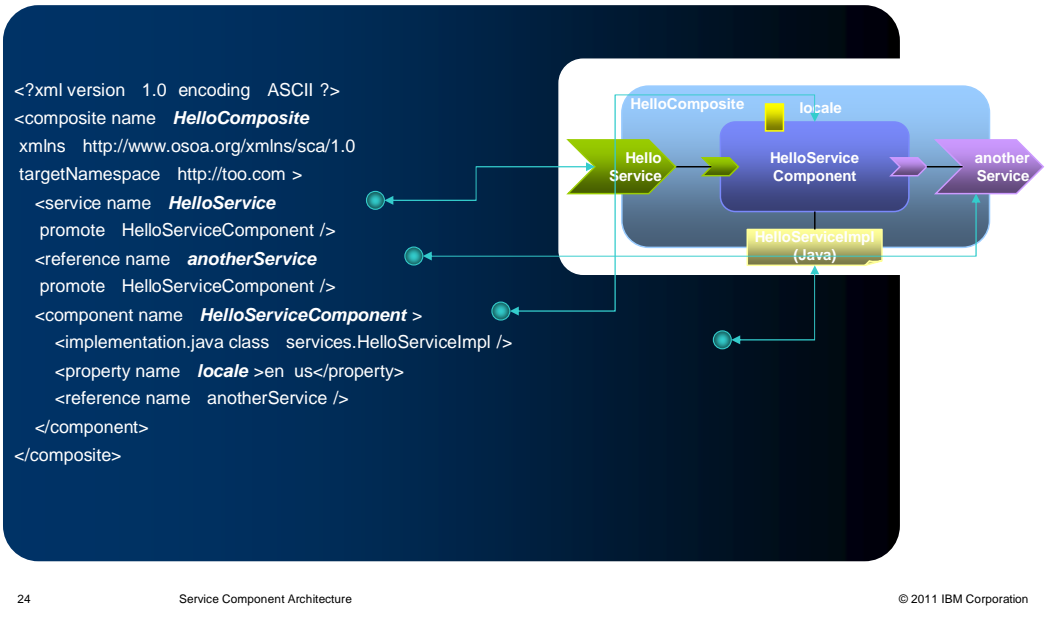 <?xml version 1.0 encoding ASCII ?>
<composite name HelloComposite
xmlns http://www.osoa.org/xmlns/sca/1.0
targetNamespace http://too.com >
<service name HelloService
promote HelloServiceComponent />
<reference name anotherService
promote HelloServiceComponent />
<component name HelloServiceComponent >
<implementation.java class services.HelloServiceImpl />
<property name locale >en us</property>
<reference name anotherService />
</component>
</composite>
HelloComposite
locale
Hello
Service
HelloService
Component
another
Service
HelloServiceImpl
(Java)
24
Service Component Architecture
© 2011 IBM Corporation